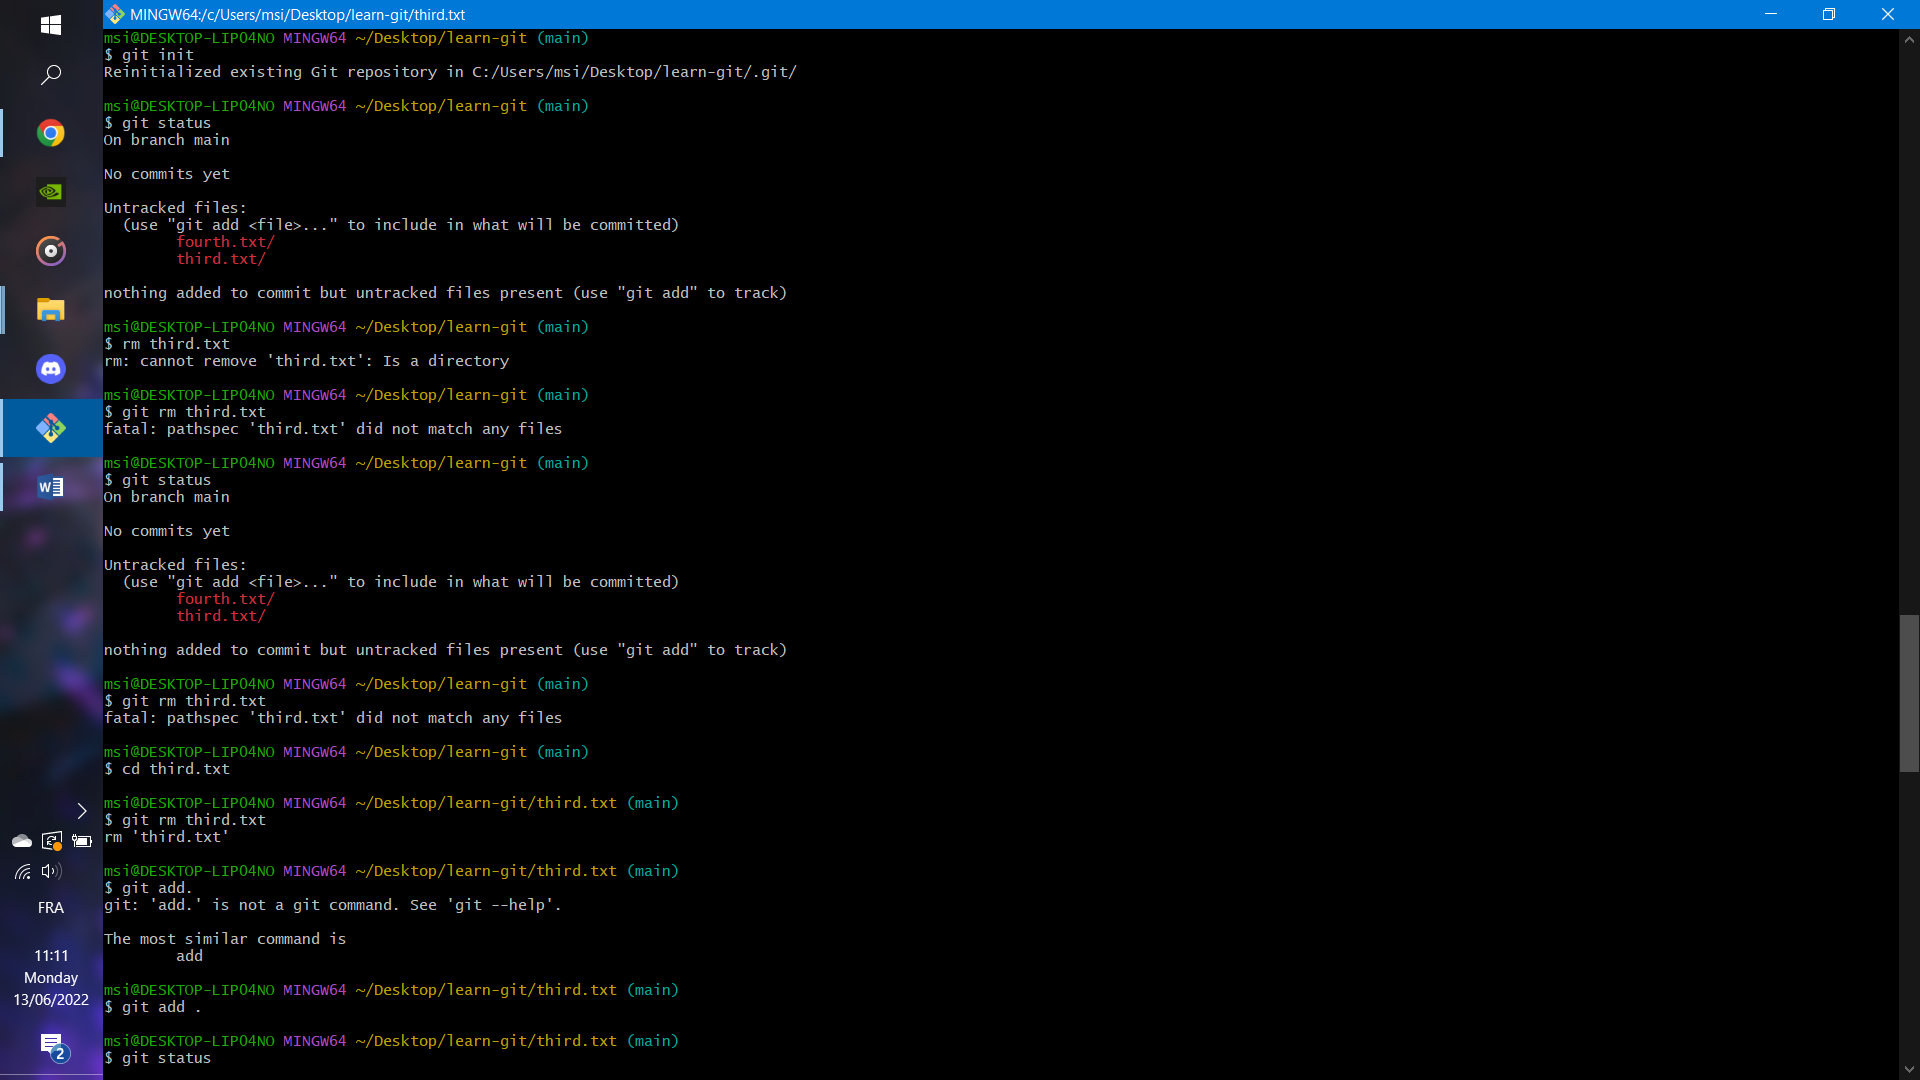 MINGW64:/c/Users/msi/Desktop/learn-git/third.txt
msi@DESKTOP-LIPO4NO MINGW64 ~/Desktop/learn-git (main)
$ git init
Reinitialized existing Git repository in C:/Users/msi/Desktop/learn-git/.git/
msi@DESKTOP-LIPO4NO MINGW64 ~/Desktop/learn-git (main)
$ git status
On branch main
No commits yet
Untracked files:
(use "git add <file>..." to include in what will be committed)
fourth.txt/
third.txt/
nothing added to commit but untracked files present (use "git add" to track)
msi@DESKTOP-LIPO4NO MINGW64 ~/Desktop/learn-git (main)
$ rm third.txt
rm: cannot remove 'third.txt': Is a directory
msi@DESKTOP-LIPO4NO MINGW64 ~/Desktop/learn-git (main)
$ git rm third.txt
fatal: pathspec 'third.txt' did not match any files
msi@DESKTOP-LIPO4NO MINGW64 ~/Desktop/learn-git (main)
$ git status
On branch main
No commits yet
Untracked files:
(use "git add <file>..." to include in what will be committed)
fourth.txt/
third.txt/
nothing added to commit but untracked files present (use "git add" to track)
msi@DESKTOP-LIPO4NO MINGW64 ~/Desktop/learn-git (main)
$ git rm third.txt
fatal: pathspec 'third.txt' did not match any files
msi@DESKTOP-LIPO4NO MINGW64 ~/Desktop/learn-git (main)
$ cd third.txt
msi@DESKTOP-LIPO4NO MINGW64 ~/Desktop/learn-git/third.txt (main)
$ git rm third.txt
rm 'third.txt'
msi@DESKTOP-LIPO4NO MINGW64 ~/Desktop/learn-git/third.txt (main)
$ git add.
git: 'add.' is not a git command. See 'git --help'.
The most similar command is
add
msi@DESKTOP-LIPO4NO MINGW64 ~/Desktop/learn-git/third.txt (main)
$ git add .
msi@DESKTOP-LIPO4NO MINGW64 ~/Desktop/learn-git/third.txt (main)
$ git status
W
FRA
11:11
Monday
13/06/2022
2